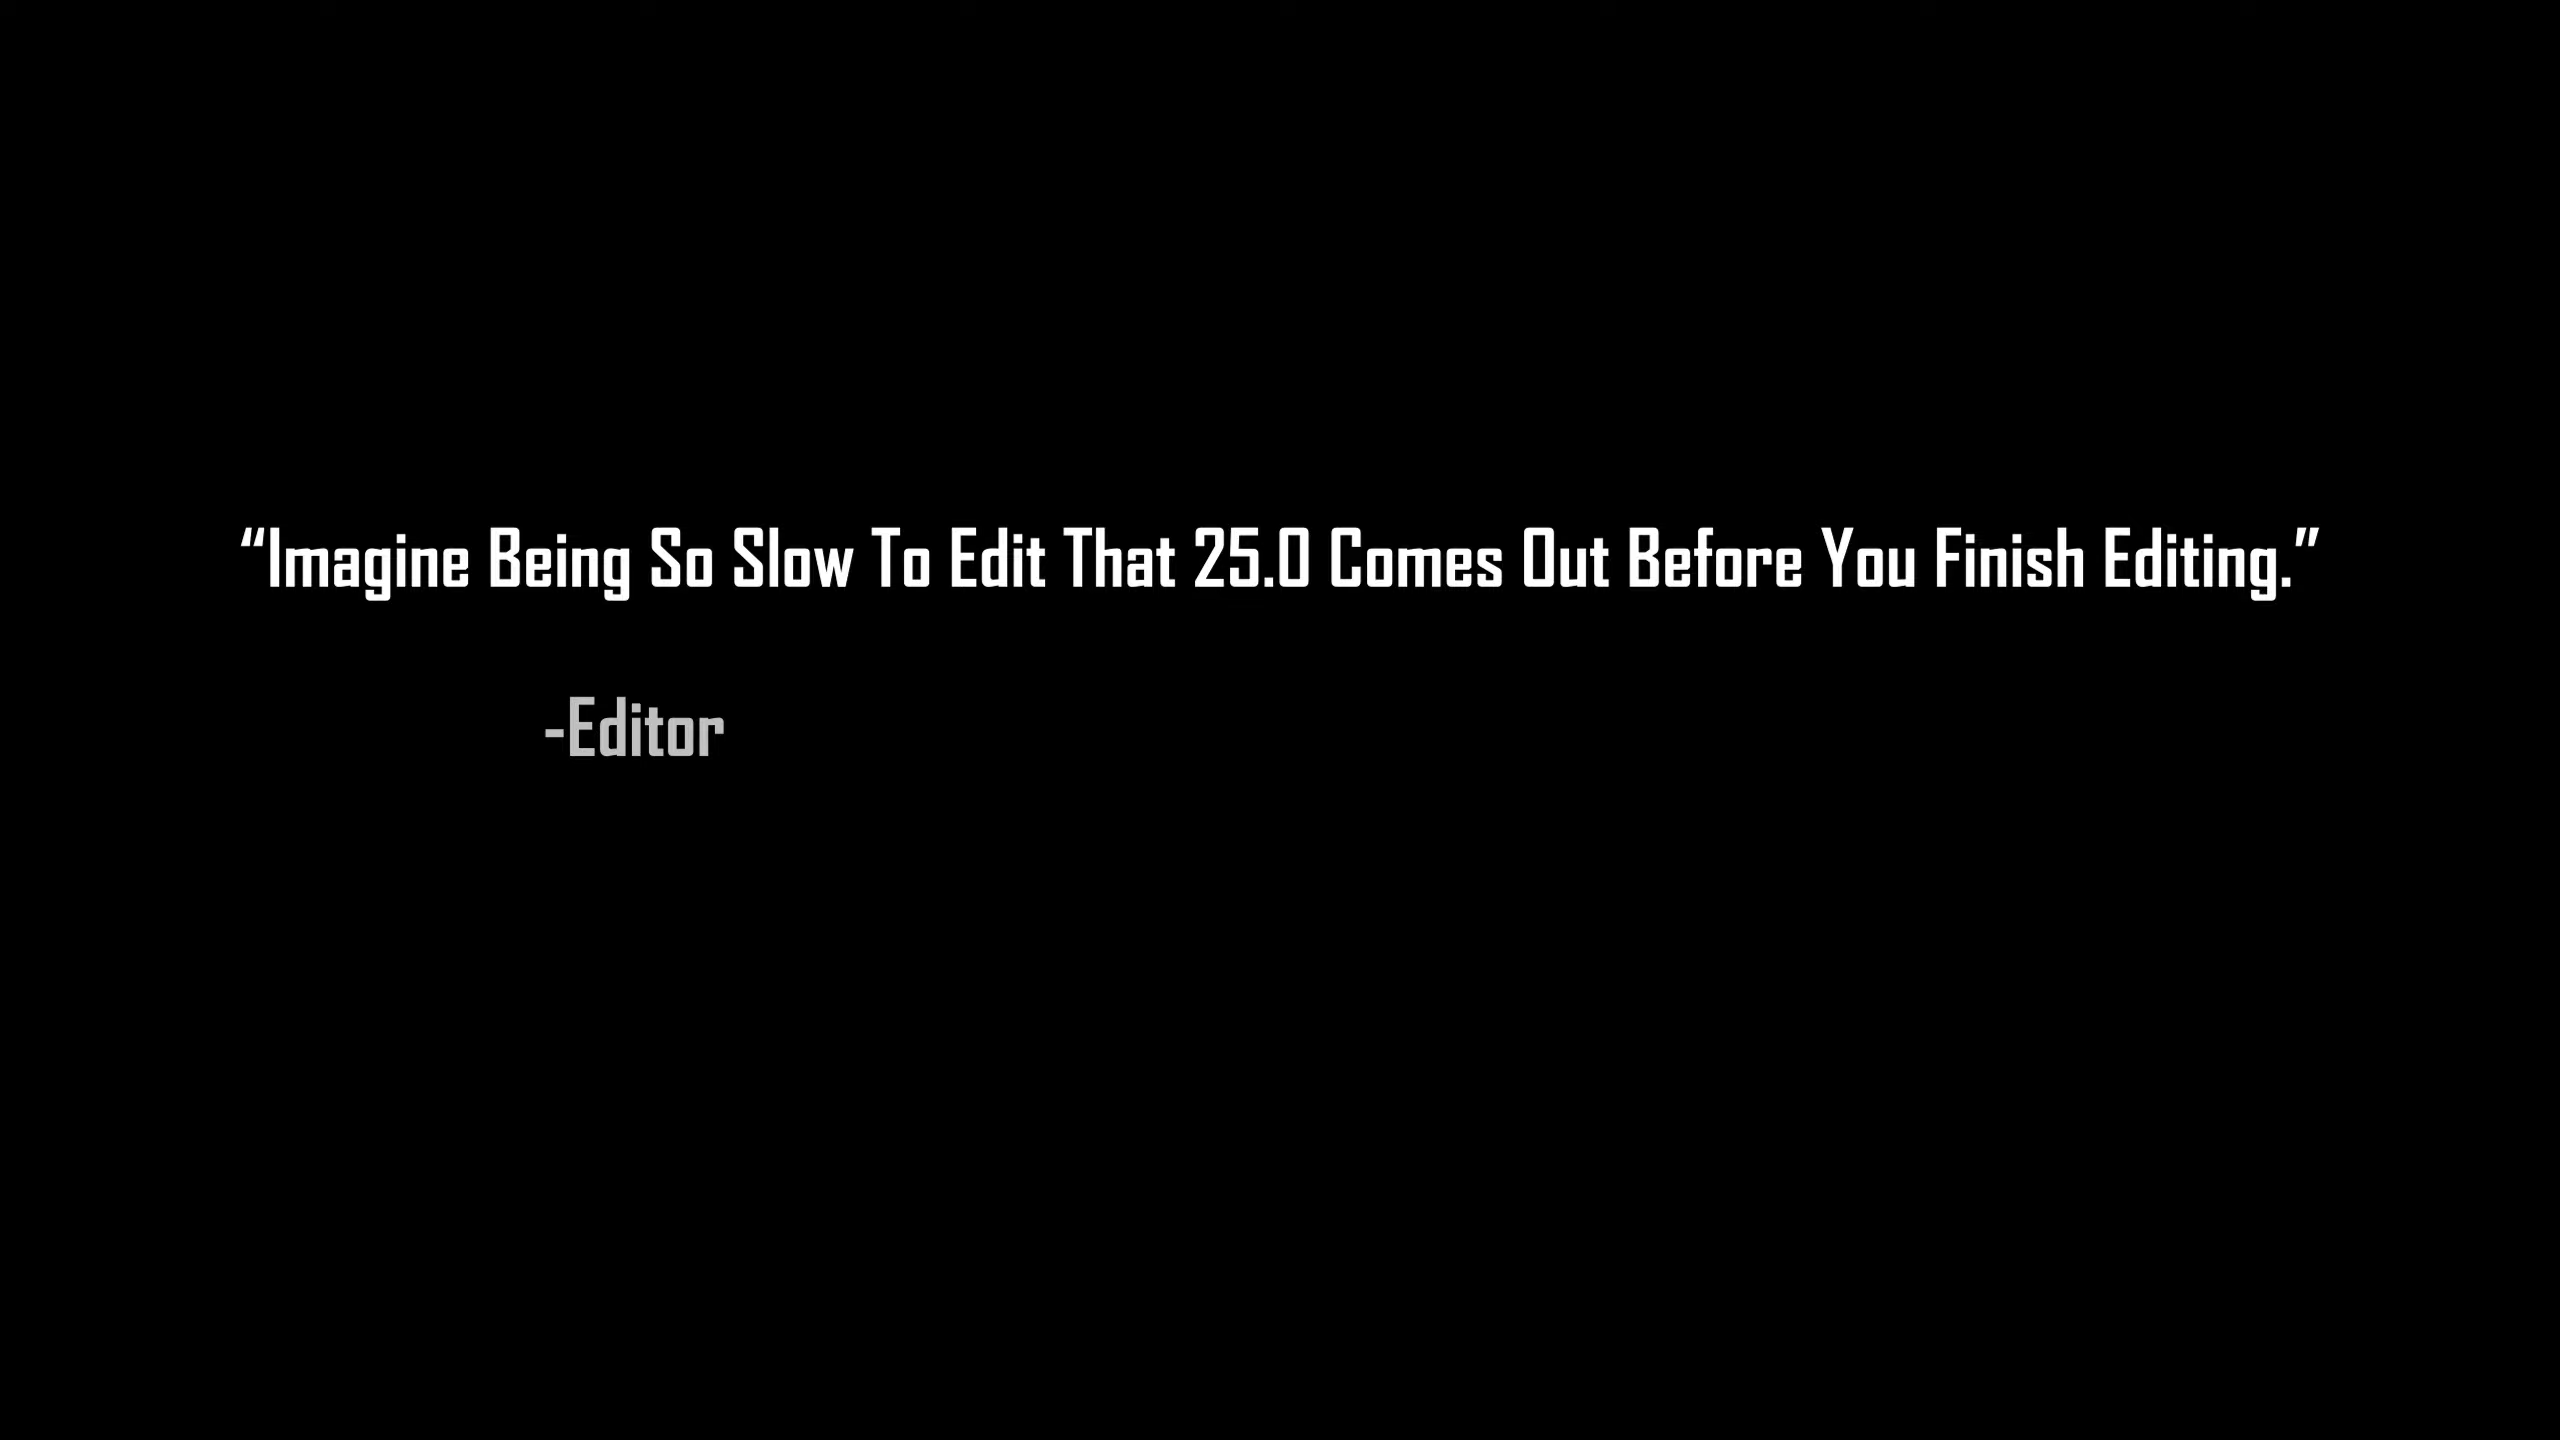 “Imagine Being So Slow To Edit That 25.0 Comes Out Before You Finish Editing.”
-Editor